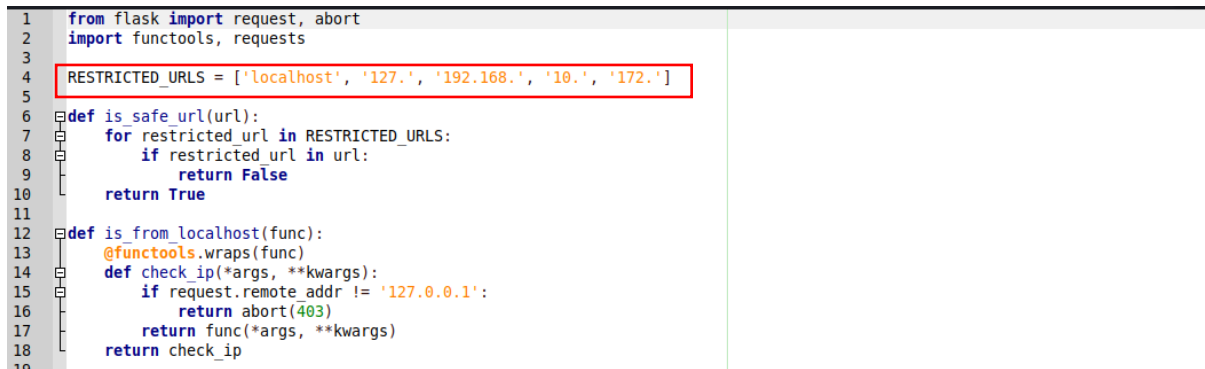 1 from flask import request, abort
2 import functools, requests
3
4 RESTRICTED_URLS = ['localhost', '127.', '192.168.', '10.', '172.']
5
6 def is_safe_url(url):
7     for restricted_url in RESTRICTED_URLS:
8         if restricted_url in url:
9             return False
10     return True
11
12 def is_from_localhost(func):
13     @functools.wraps(func)
14     def check_ip(*args, **kwargs):
15         if request.remote_addr != '127.0.0.1':
16             return abort(403)
17         return func(*args, **kwargs)
18     return check_ip
19